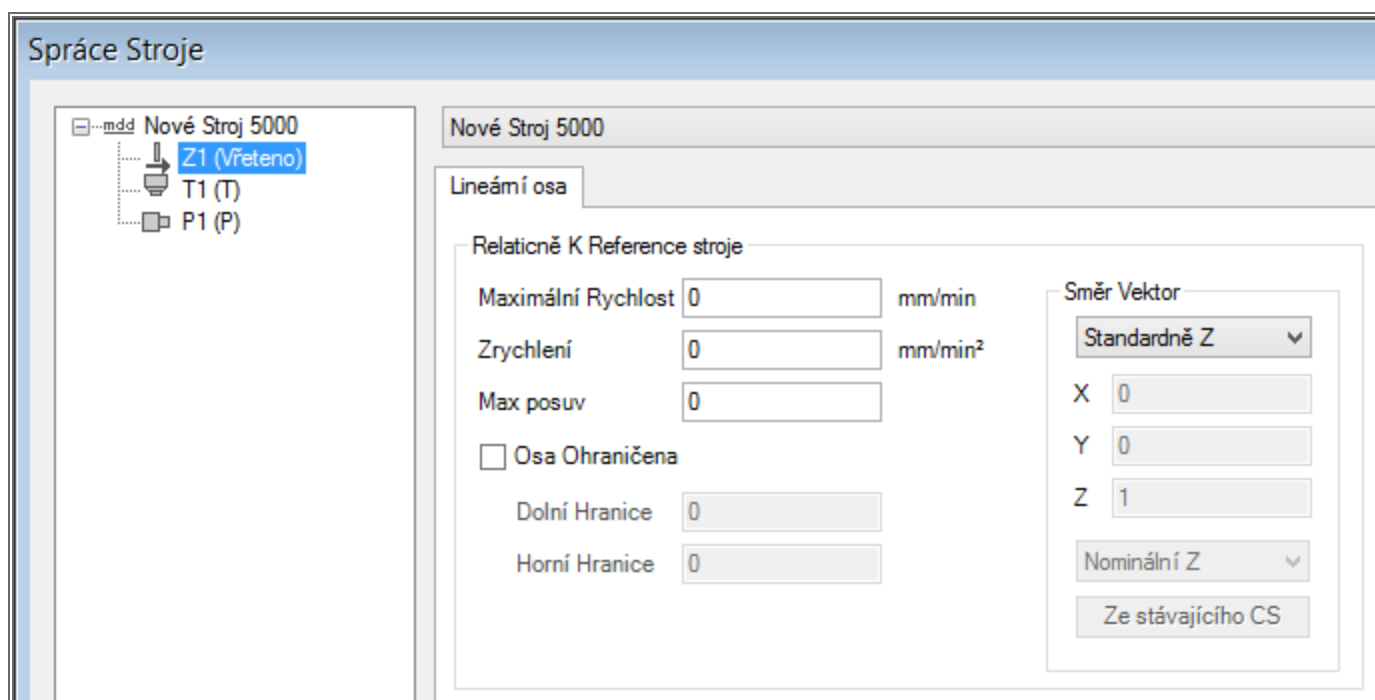 Spráce Stroje
mdd Nové Stroj 5000
Z1 (Vřeteno)
T1 (T)
P1 (P)
Nové Stroj 5000
Lineární osa
Relaticně K Reference stroje
Maximální Rychlost 0 mm/min
Zrychlení 0 mm/min²
Max posuv 0
Osa Ohraničena
Dolní Hranice 0
Horní Hranice 0
Směr Vektor
Standardně Z
X 0
Y 0
Z 1
Nominální Z
Ze stávajícího CS